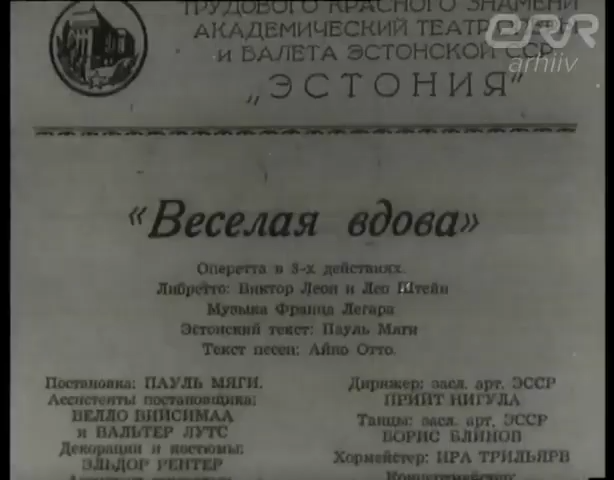 ТРУДОВОГО КРАСНОГО ЗНАМЕНИ
АКАДЕМИЧЕСКИЙ ТЕАТР ОПЕРЫ
И БАЛЕТА ЭСТОНСКОЙ ССР
„ЭСТОНИЯ"
ERR
arhiiv
«Веселая вдова»
Оперетта в 3-х действиях.
Либретто: Виктор Леон и Лео Штейн
Музыка Франца Легара
Эстонский текст: Пауль Мяги
Текст песен: Айно Отто.
Постановка: ПАУЛЬ МЯГИ.
Ассистенты постановщика:
ВЕЛЛО ВИЙСИМАА
и ВАЛЬТЕР ЛУТС
Декорации и костюмы:
ЭЛЬДОР РЕНТЕР
Дирижер: засл. арт. ЭССР
ПРИЙТ НИГУЛА
Танцы: засл. арт. ЭССР
БОРИС БЛИНОВ
Хормейстер: ИРА ТРИЛЬЯРВ
Концертмейстер: